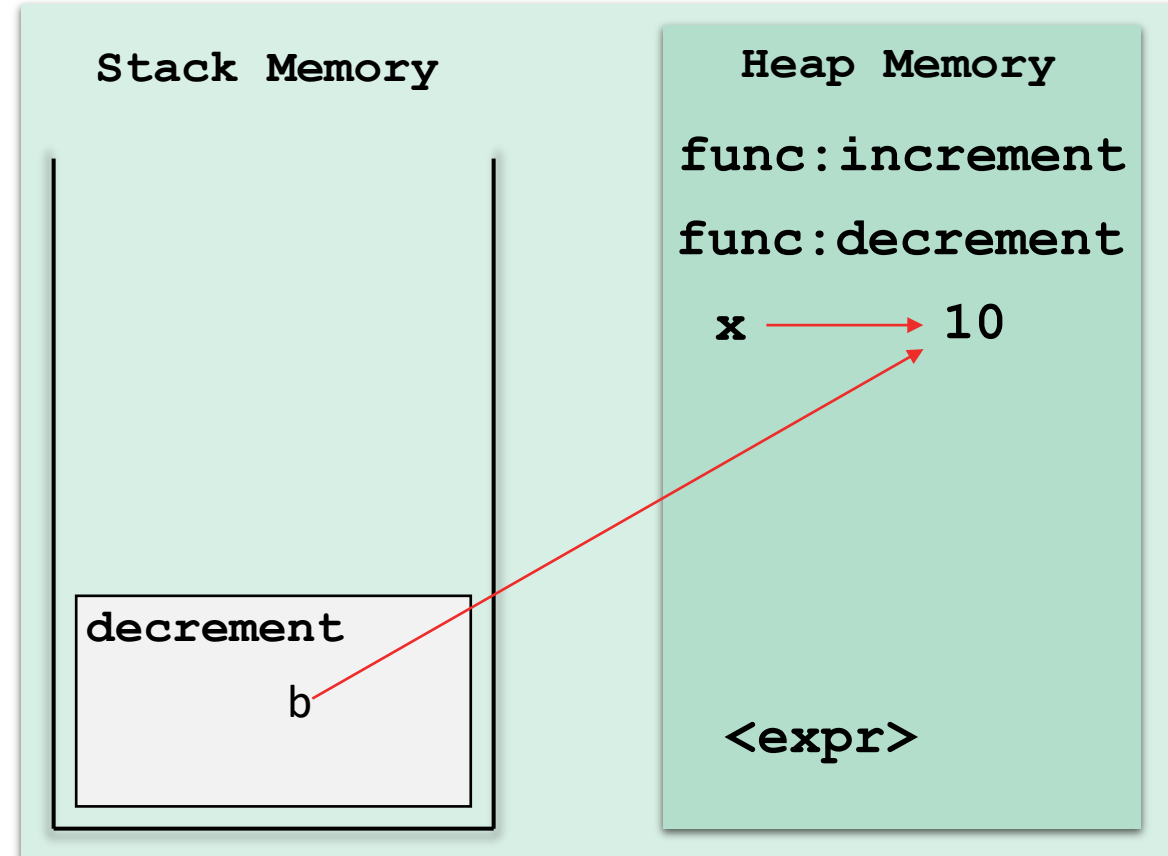 Stack Memory
decrement
b
Heap Memory
func:increment
func:decrement
x 10
<expr>